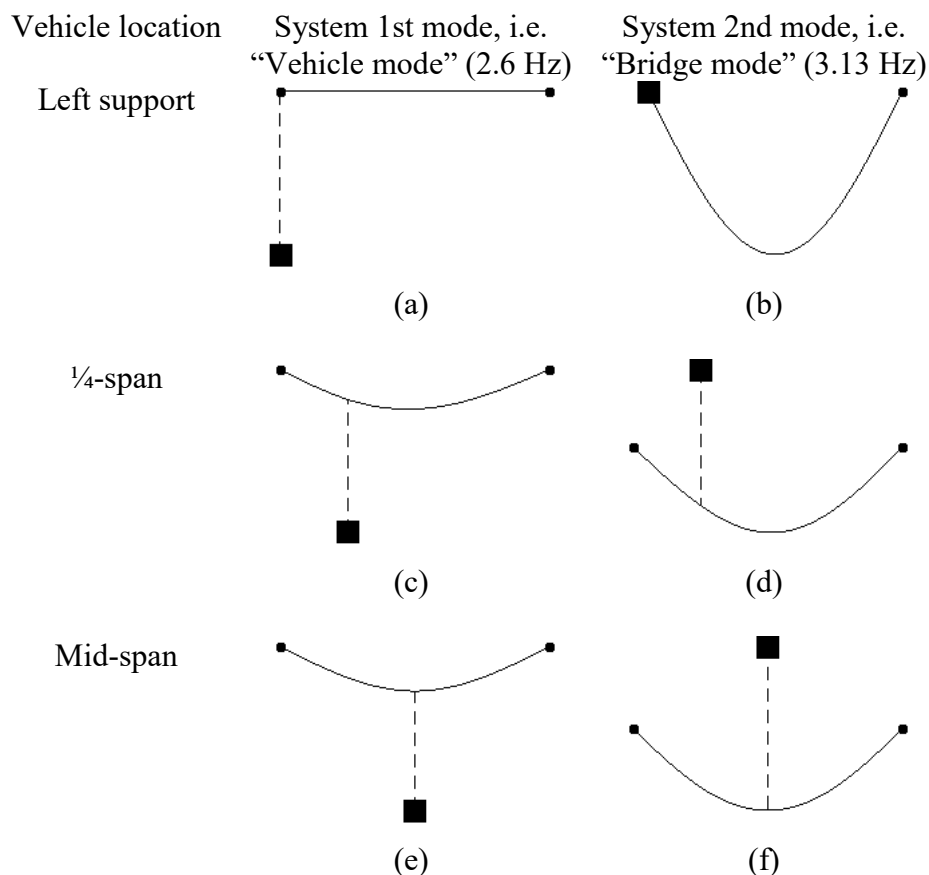 Vehicle location
System 1st mode, i.e.
“Vehicle mode” (2.6 Hz)
System 2nd mode, i.e.
“Bridge mode” (3.13 Hz)
Left support
(a)
(b)
¼-span
(c)
(d)
Mid-span
(e)
(f)